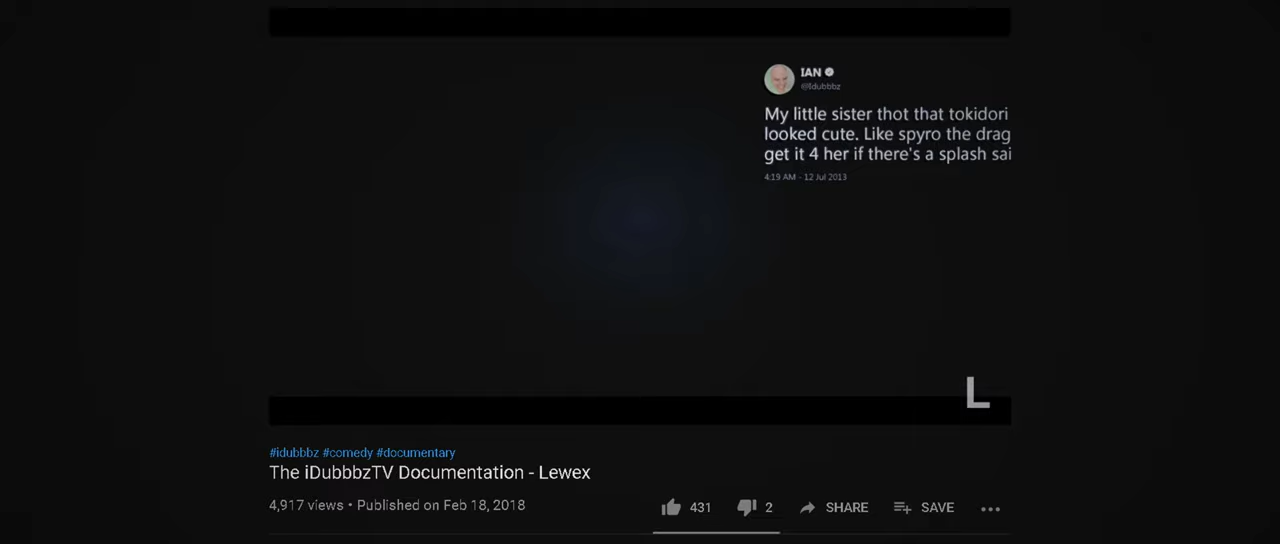 IAN
@Idubbbz
My little sister thot that tokidori
looked cute. Like spyro the drag
get it 4 her if there's a splash sai
4:19 AM - 12 Jul 2013
L
#idubbbz #comedy #documentary
The iDubbbzTV Documentation - Lewex
4,917 views • Published on Feb 18, 2018
431 2 SHARE SAVE